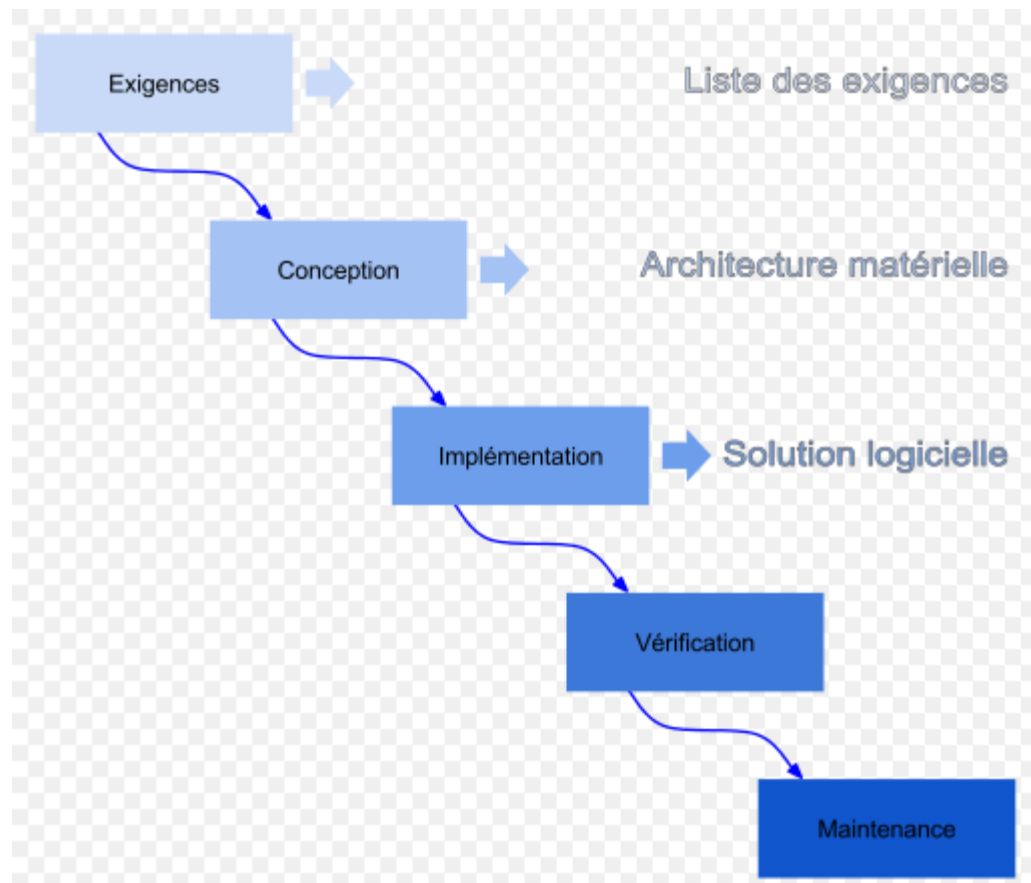 Exigences
Liste des exigences
Conception
Architecture matérielle
Implémentation
Solution logicielle
Vérification
Maintenance